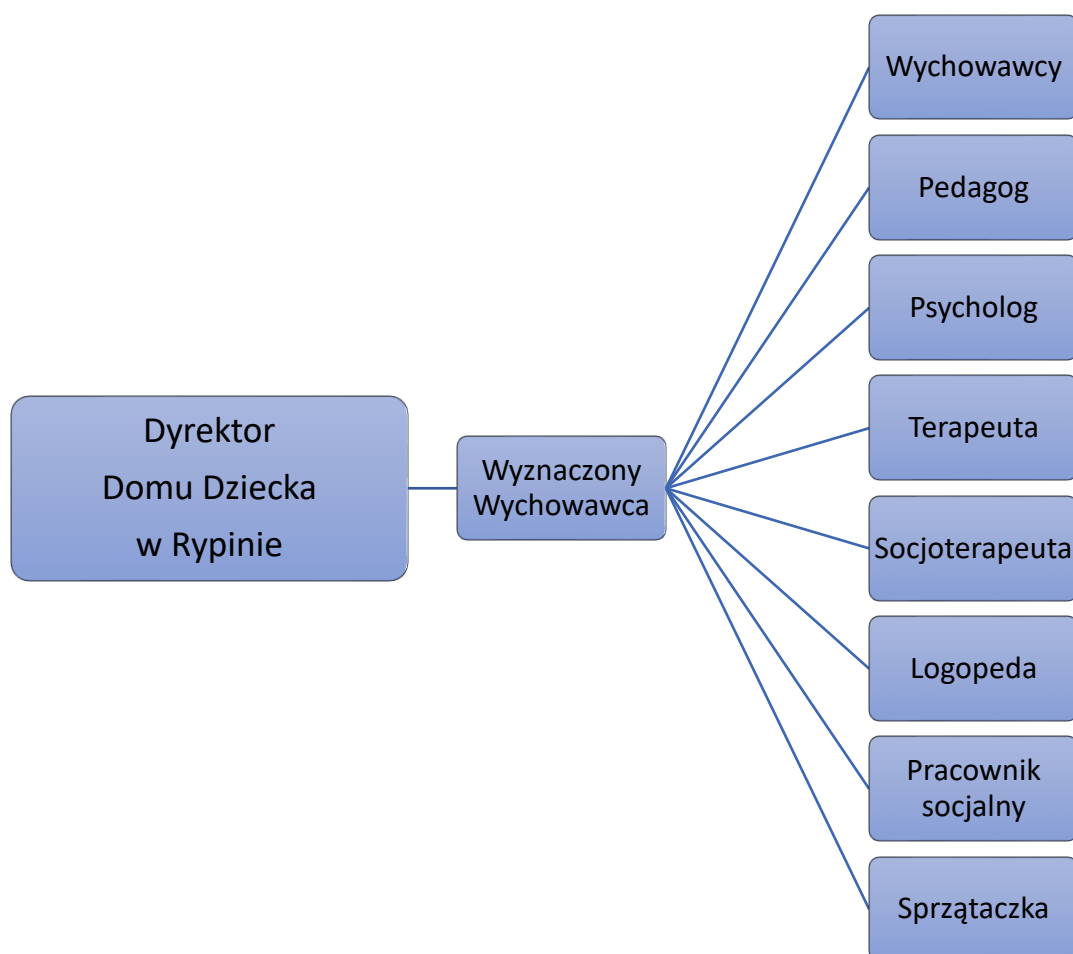 Dyrektor
Domu Dziecka
w Rypinie
Wyznaczony
Wychowawca
Wychowawcy
Pedagog
Psycholog
Terapeuta
Socjoterapeuta
Logopeda
Pracownik
socjalny
Sprzątaczka